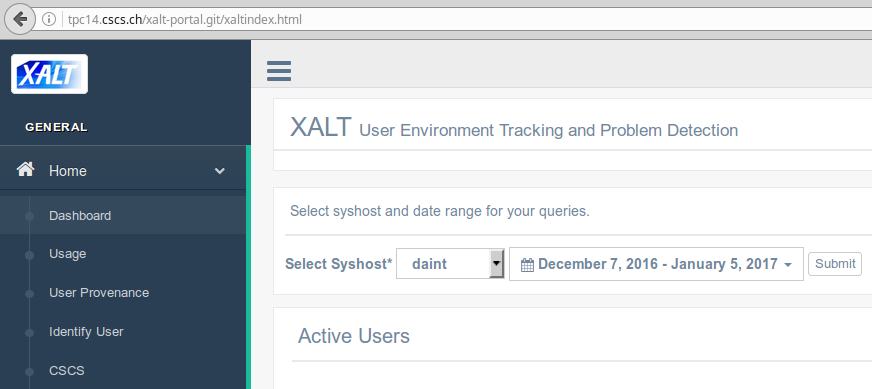 tpc14.cscs.ch/xalt-portal.git/xaltindex.html
XALT
GENERAL
Home
Dashboard
Usage
User Provenance
Identify User
CSCS
XALT User Environment Tracking and Problem Detection
Select syshost and date range for your queries.
Select Syshost* daint December 7, 2016 - January 5, 2017 Submit
Active Users